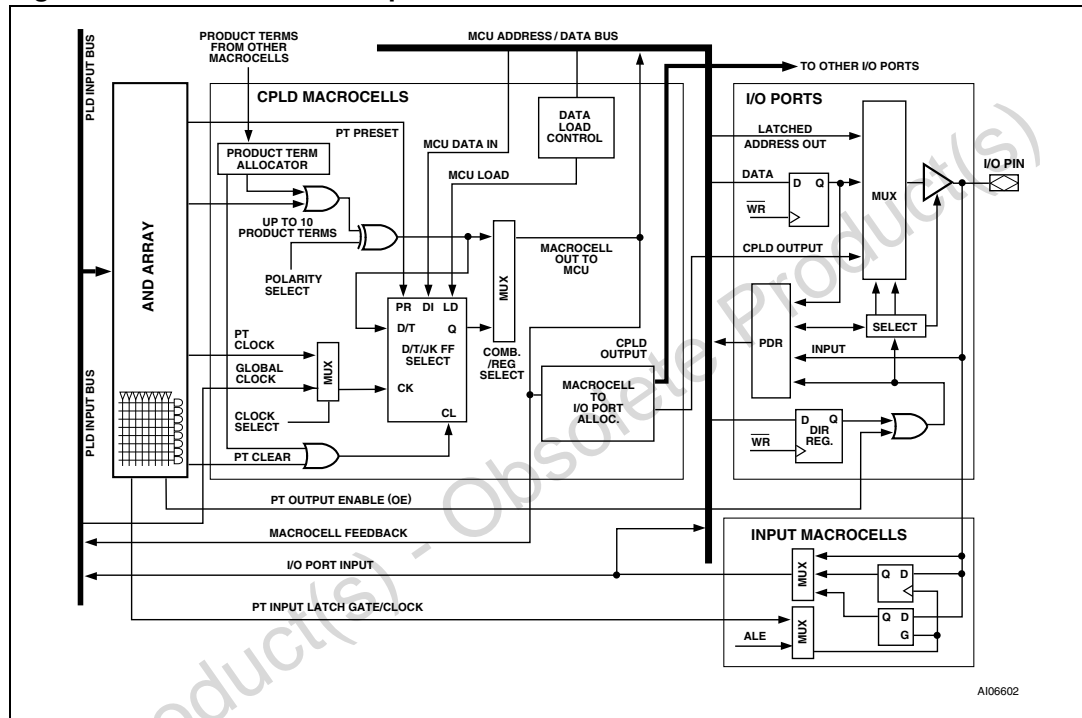 PRODUCT TERMS
FROM OTHER
MACROCELLS
MCU ADDRESS / DATA BUS
TO OTHER I/O PORTS
PLD INPUT BUS
AND ARRAY
CPLD MACROCELLS
PT PRESET
PRODUCT TERM
ALLOCATOR
MCU DATA IN
MCU LOAD
DATA
LOAD
CONTROL
UP TO 10
PRODUCT TERMS
POLARITY
SELECT
MUX
MACROCELL
OUT TO
MCU
PR DI LD
D/T Q
D/T/JK FF
SELECT
CK
CL
COMB.
/REG
SELECT
PT
CLOCK
GLOBAL
CLOCK
MUX
CLOCK
SELECT
PT CLEAR
CPLD
OUTPUT
MACROCELL
TO
I/O PORT
ALLOC.
PLD INPUT BUS
PT OUTPUT ENABLE (OE)
MACROCELL FEEDBACK
I/O PORT INPUT
PT INPUT LATCH GATE/CLOCK
I/O PORTS
LATCHED
ADDRESS OUT
DATA
D Q
WR
MUX
I/O PIN
CPLD OUTPUT
SELECT
PDR
INPUT
D Q
DIR
REG.
WR
INPUT MACROCELLS
MUX
Q D
Q D
G
ALE
MUX
AI06602
Product(s) - Obsolete Product(s)